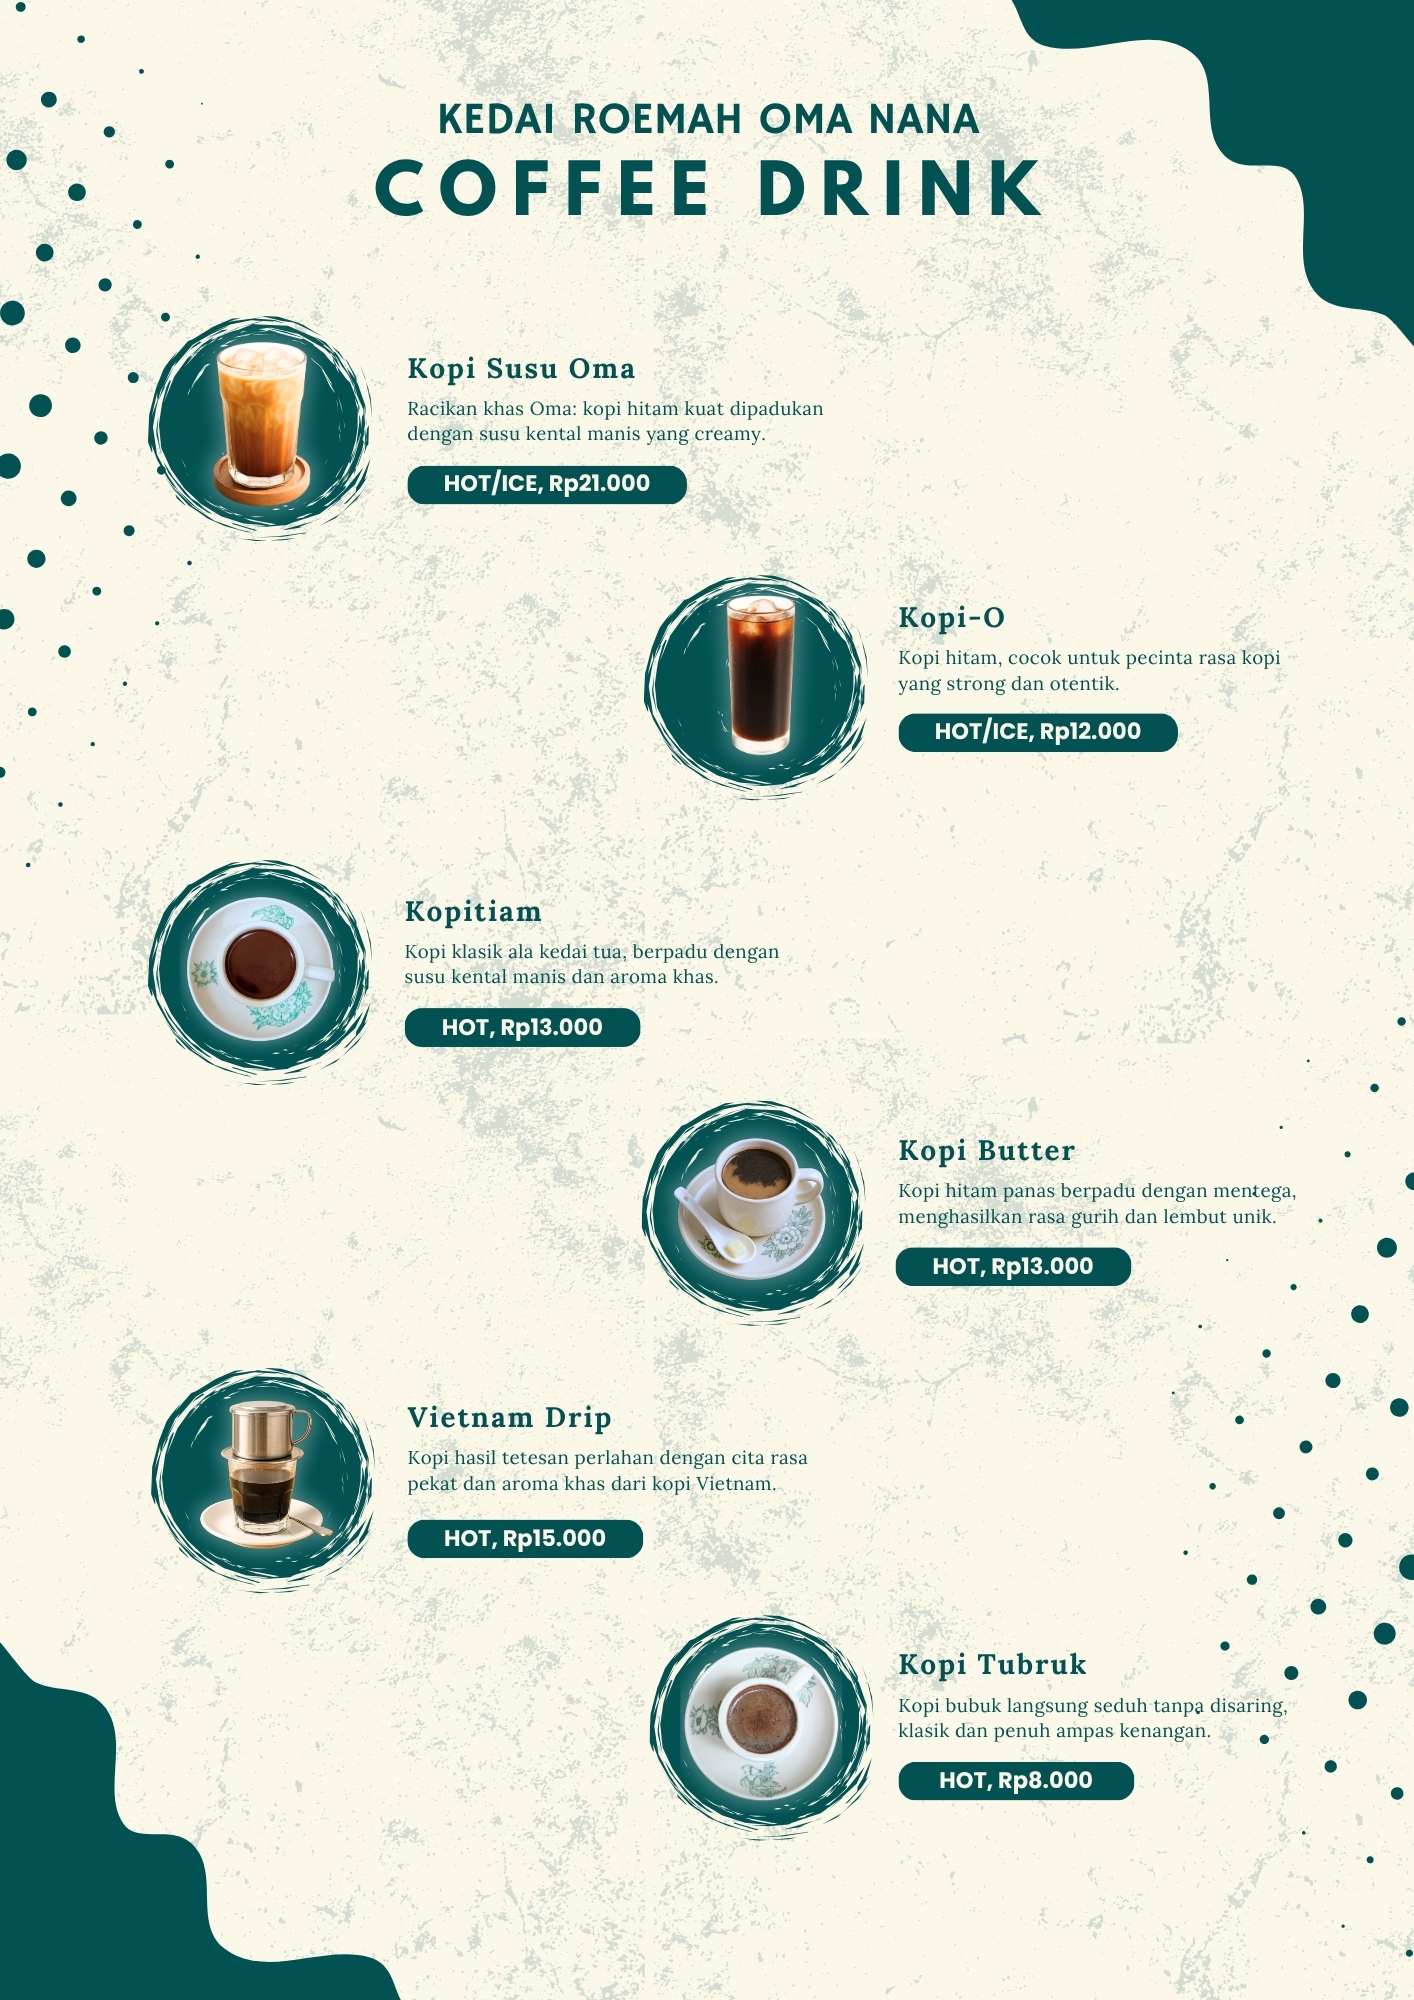 KEDAI ROEMAH OMA NANA
COFFEE DRINK
Kopi Susu Oma
Racikan khas Oma: kopi hitam kuat dipadukan
dengan susu kental manis yang creamy.
HOT/ICE, Rp21.000
Kopi-O
Kopi hitam, cocok untuk pecinta rasa kopi
yang strong dan otentik.
HOT/ICE, Rp12.000
Kopitiam
Kopi klasik ala kedai tua, berpadu dengan
susu kental manis dan aroma khas.
HOT, Rp13.000
Kopi Butter
Kopi hitam panas berpadu dengan mentega,
menghasilkan rasa gurih dan lembut unik.
HOT, Rp13.000
Vietnam Drip
Kopi hasil tetesan perlahan dengan cita rasa
pekat dan aroma khas dari kopi Vietnam.
HOT, Rp15.000
Kopi Tubruk
Kopi bubuk langsung seduh tanpa disaring,
klasik dan penuh ampas kenangan.
HOT, Rp8.000